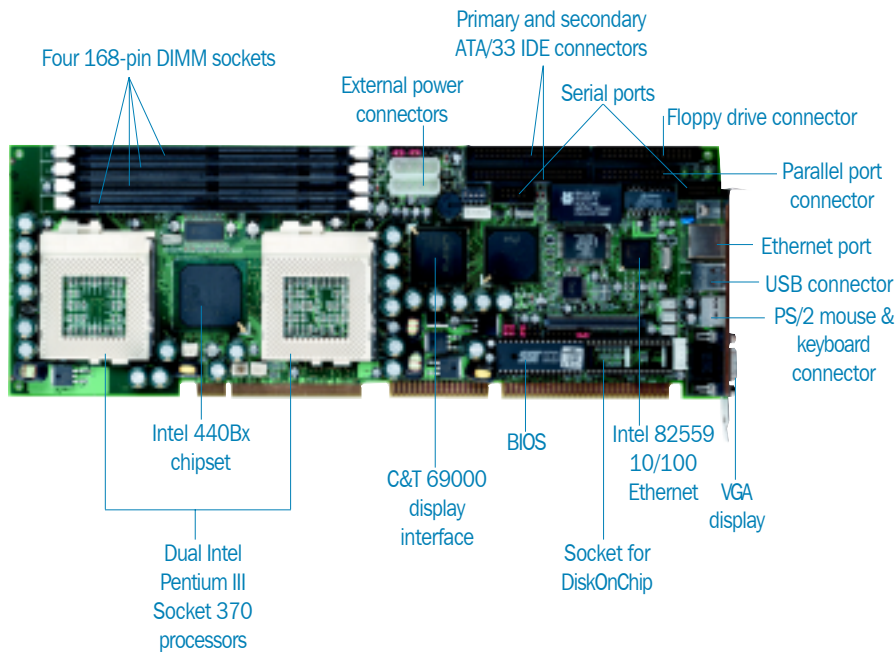 Primary and secondary
ATA/33 IDE connectors
Four 168-pin DIMM sockets
External power
connectors
Serial ports
Floppy drive connector
Parallel port
connector
Ethernet port
USB connector
PS/2 mouse &
keyboard
connector
Intel 440Bx
chipset
BIOS
Intel 82559
10/100
Ethernet
C&T 69000
display
interface
VGA
display
Dual Intel
Pentium III
Socket 370
processors
Socket for
DiskOnChip